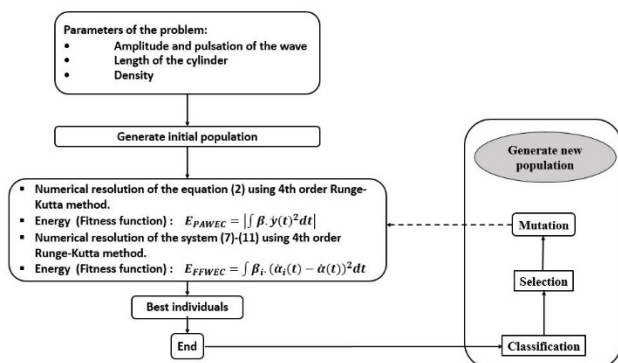 Parameters of the problem:
• Amplitude and pulsation of the wave
• Length of the cylinder
• Density
Generate initial population
▪ Numerical resolution of the equation (2) using 4th order Runge-
Kutta method.
▪ Energy (Fitness function) : E_PAWEC = |∫ β. ẏ(t)² dt|
▪ Numerical resolution of the system (7)-(11) using 4th order
Runge-Kutta method.
▪ Energy (Fitness function) : E_FFWEC = ∫ β_i. (α̇_i(t) − α̇(t))² dt
Best individuals
End
Generate new
population
Mutation
Selection
Classification